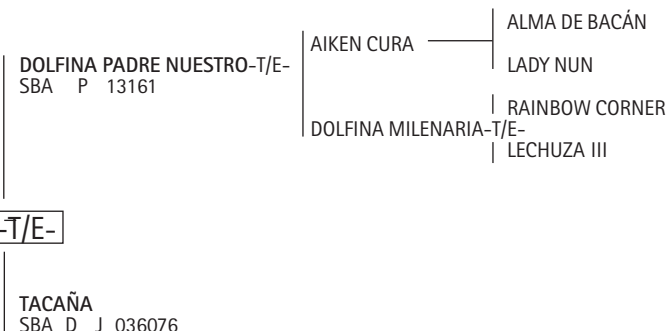 ALMA DE BACÁN
AIKEN CURA
DOLFINA PADRE NUESTRO-T/E-
LADY NUN
SBA P 13161
RAINBOW CORNER
DOLFINA MILENARIA-T/E-
LECHUZA III
-T/E-
TACAÑA
SBA D J 036076